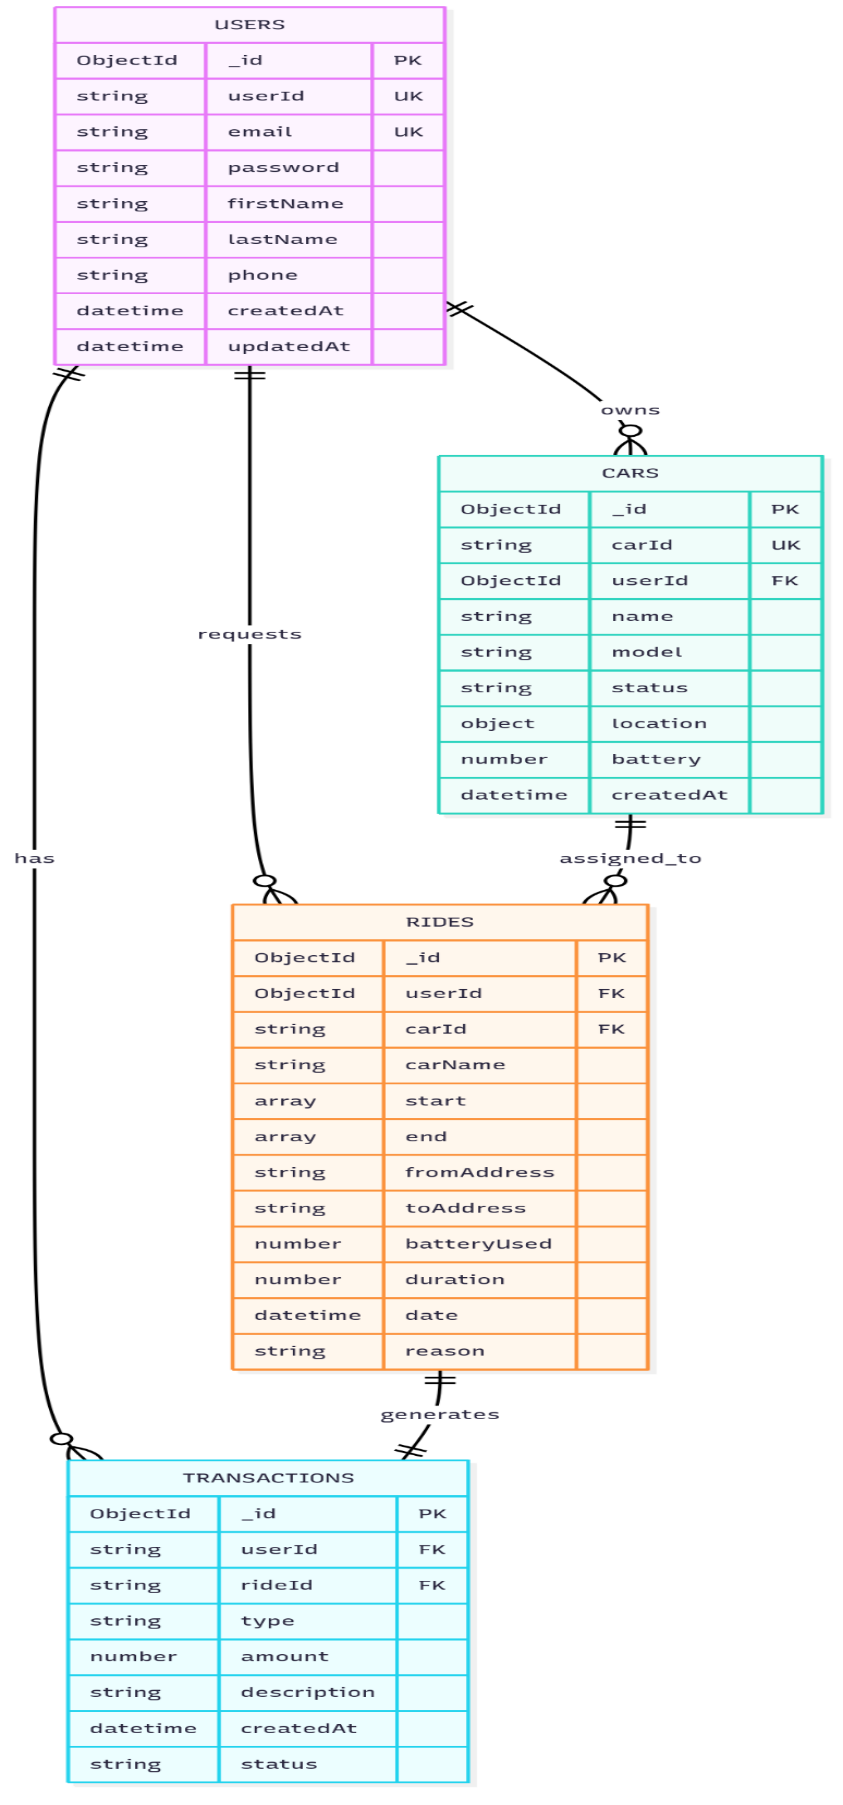 USERS
ObjectId _id PK
string userId UK
string email UK
string password
string firstName
string lastName
string phone
datetime createdAt
datetime updatedAt
owns
CARS
ObjectId _id PK
string carId UK
ObjectId userId FK
string name
string model
string status
object location
number battery
datetime createdAt
requests
has
assigned_to
RIDES
ObjectId _id PK
ObjectId userId FK
string carId FK
string carName
array start
array end
string fromAddress
string toAddress
number batteryUsed
number duration
datetime date
string reason
generates
TRANSACTIONS
ObjectId _id PK
string userId FK
string rideId FK
string type
number amount
string description
datetime createdAt
string status